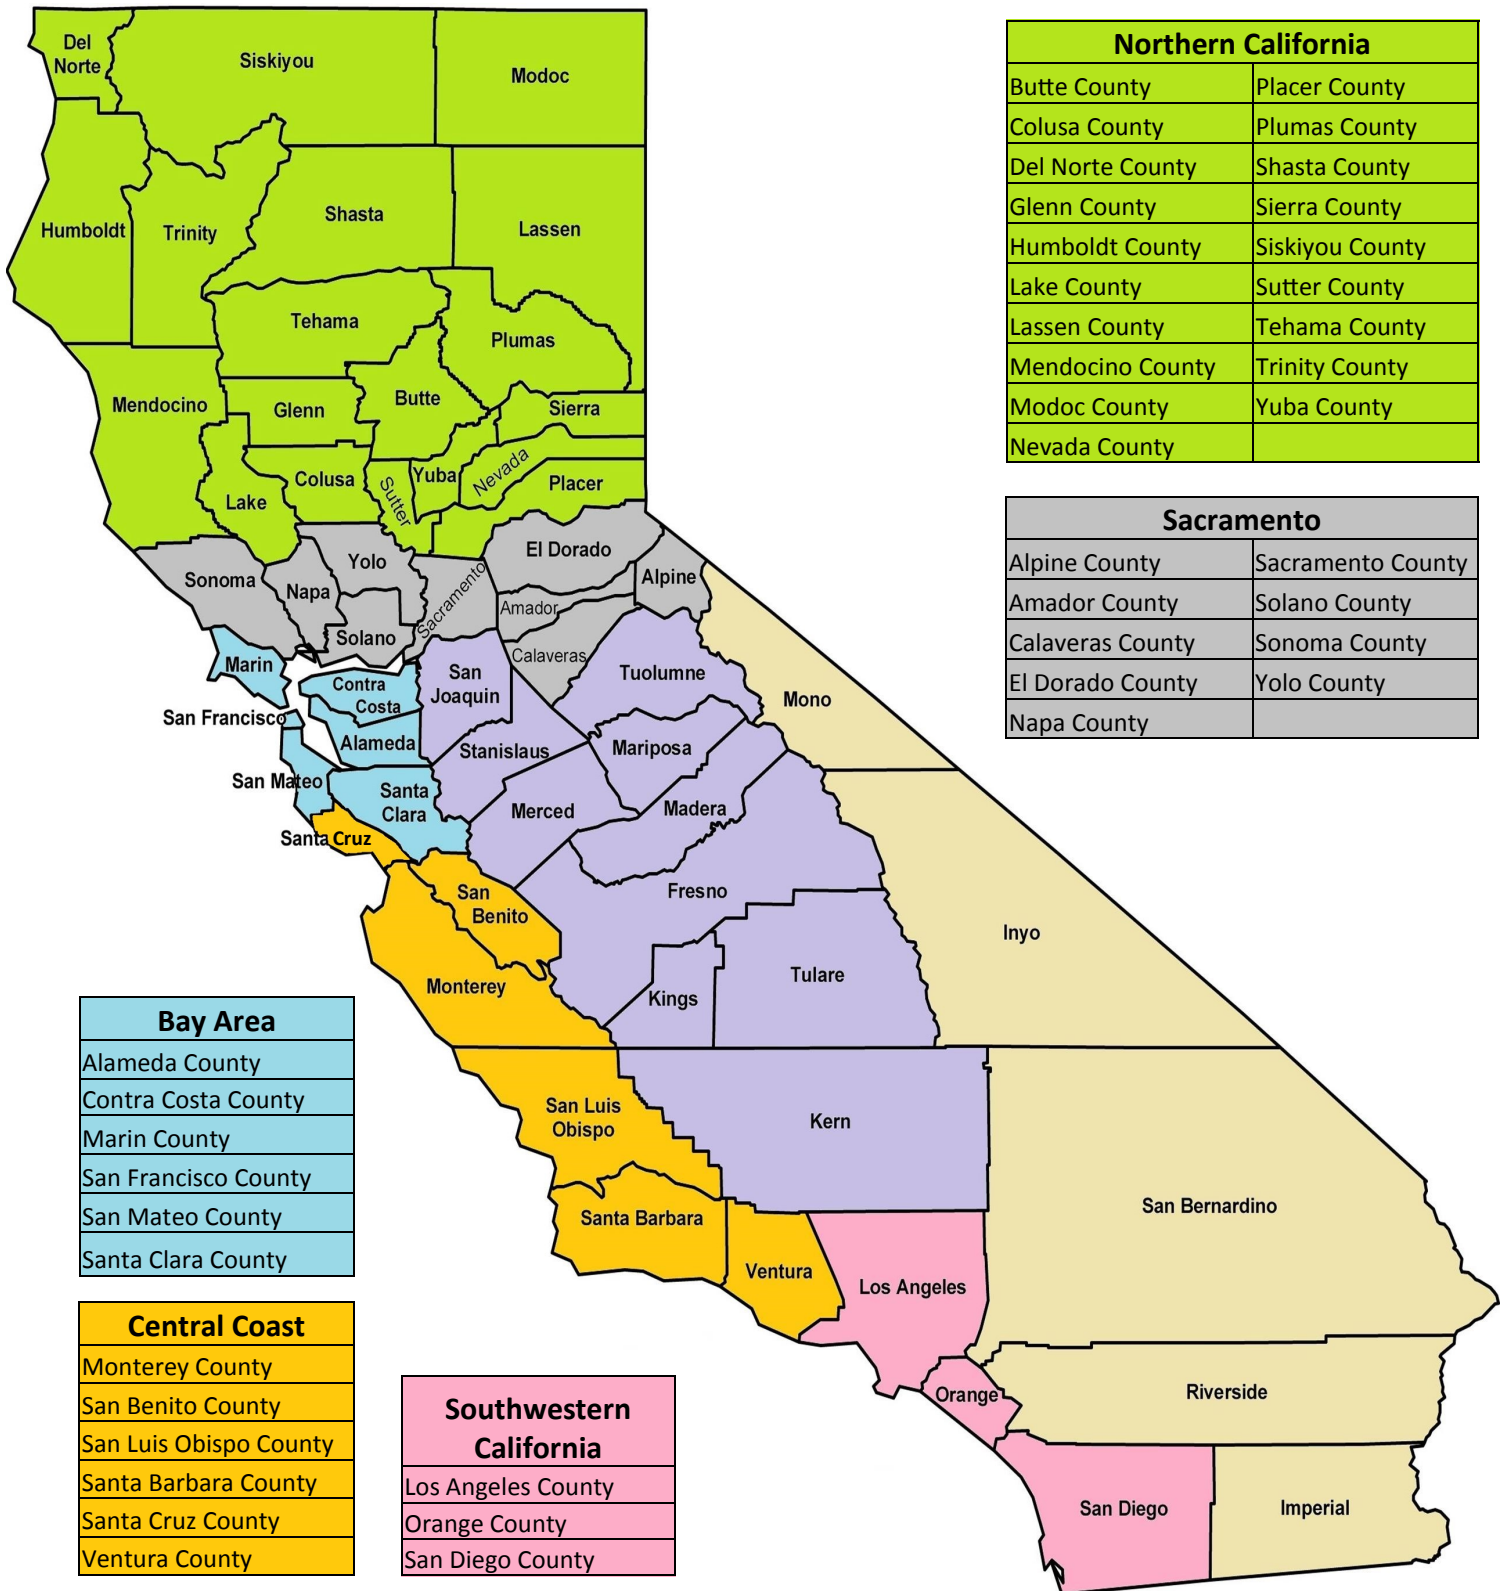 Del
Norte
Siskiyou
Modoc
Humboldt
Trinity
Shasta
Lassen
Tehama
Plumas
Mendocino
Glenn
Butte
Sierra
Lake
Colusa
Sutter
Yuba
Nevada
Placer
Sonoma
Napa
Yolo
Solano
Sacramento
El Dorado
Amador
Alpine
Calaveras
Marin
Contra
Costa
San
Joaquin
Tuolumne
Mono
San Francisco
Alameda
Stanislaus
Mariposa
San Mateo
Santa
Clara
Merced
Madera
Santa Cruz
San
Benito
Fresno
Inyo
Monterey
Kings
Tulare
San Luis
Obispo
Kern
Santa Barbara
Ventura
Los Angeles
San Bernardino
Orange
Riverside
San Diego
Imperial
Northern California
Butte County Placer County
Colusa County Plumas County
Del Norte County Shasta County
Glenn County Sierra County
Humboldt County Siskiyou County
Lake County Sutter County
Lassen County Tehama County
Mendocino County Trinity County
Modoc County Yuba County
Nevada County
Sacramento
Alpine County Sacramento County
Amador County Solano County
Calaveras County Sonoma County
El Dorado County Yolo County
Napa County
Bay Area
Alameda County
Contra Costa County
Marin County
San Francisco County
San Mateo County
Santa Clara County
Central Coast
Monterey County
San Benito County
San Luis Obispo County
Santa Barbara County
Santa Cruz County
Ventura County
Southwestern
California
Los Angeles County
Orange County
San Diego County